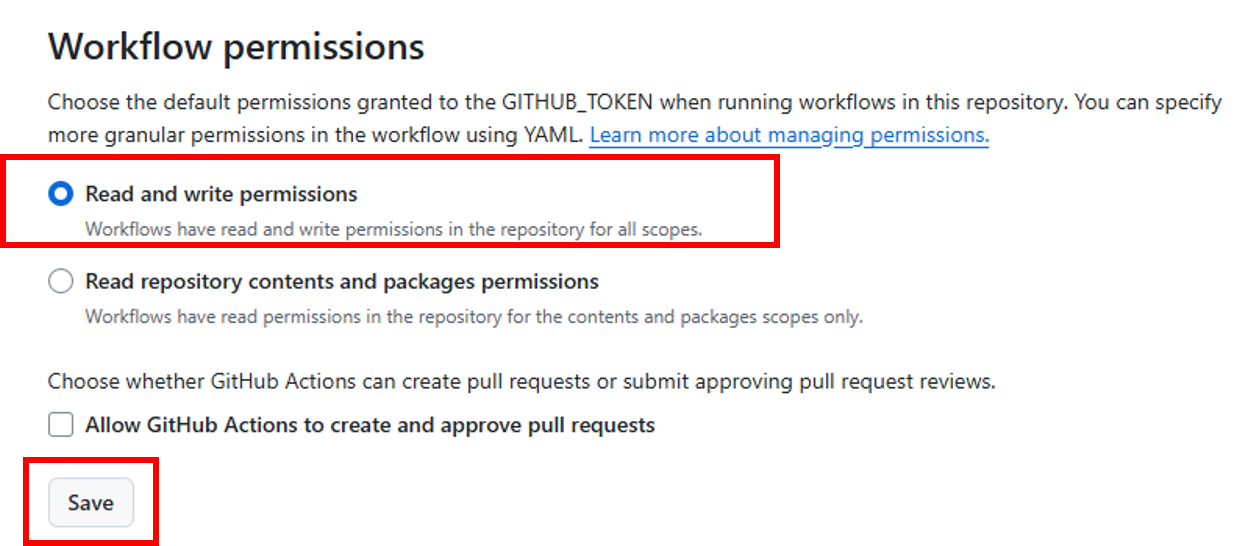 Workflow permissions
Choose the default permissions granted to the GITHUB_TOKEN when running workflows in this repository. You can specify
more granular permissions in the workflow using YAML. Learn more about managing permissions.
Read and write permissions
Workflows have read and write permissions in the repository for all scopes.
Read repository contents and packages permissions
Workflows have read permissions in the repository for the contents and packages scopes only.
Choose whether GitHub Actions can create pull requests or submit approving pull request reviews.
Allow GitHub Actions to create and approve pull requests
Save